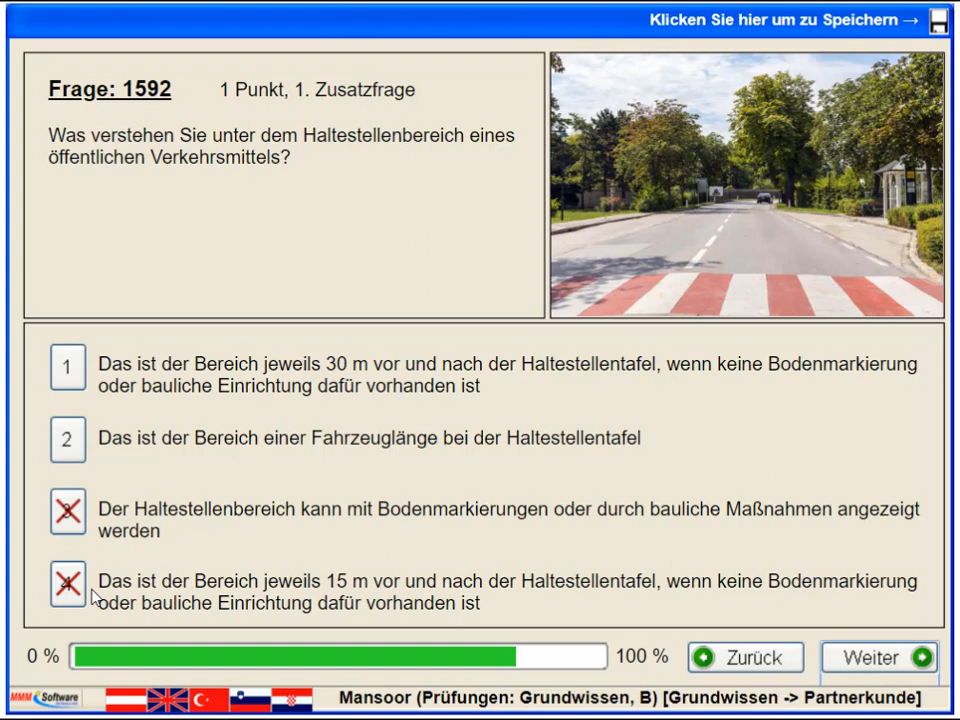 Klicken Sie hier um zu Speichern →
Frage: 1592 1 Punkt, 1. Zusatzfrage
Was verstehen Sie unter dem Haltestellenbereich eines
öffentlichen Verkehrsmittels?
1 Das ist der Bereich jeweils 30 m vor und nach der Haltestellentafel, wenn keine Bodenmarkierung
oder bauliche Einrichtung dafür vorhanden ist
2 Das ist der Bereich einer Fahrzeuglänge bei der Haltestellentafel
3 Der Haltestellenbereich kann mit Bodenmarkierungen oder durch bauliche Maßnahmen angezeigt
werden
4 Das ist der Bereich jeweils 15 m vor und nach der Haltestellentafel, wenn keine Bodenmarkierung
oder bauliche Einrichtung dafür vorhanden ist
0 % 100 % Zurück Weiter
MMM Software Mansoor (Prüfungen: Grundwissen, B) [Grundwissen -> Partnerkunde]